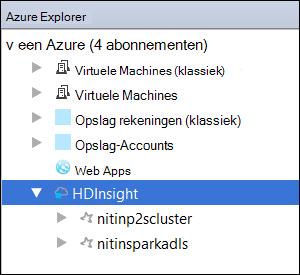 Azure Explorer
v een Azure (4 abonnementen)
Virtuele Machines (klassiek)
Virtuele Machines
Opslag rekeningen (klassiek)
Opslag-Accounts
Web Apps
HDInsight
nitinp2scluster
nitinsparkadls